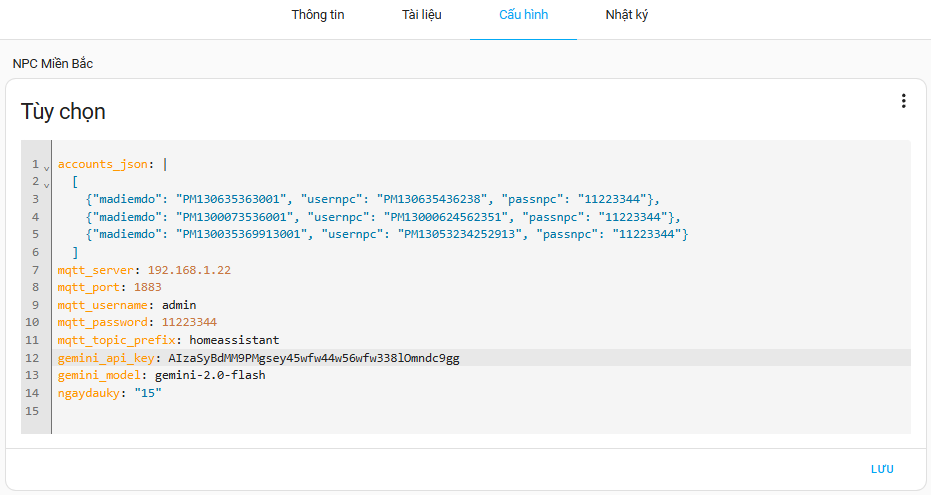 Thông tin
Tài liệu
Cấu hình
Nhật ký
NPC Miền Bắc
Tùy chọn
1 accounts_json: |
2 [
3 {"madiemdo": "PM130635363001", "usernpc": "PM130635436238", "passnpc": "11223344"},
4 {"madiemdo": "PM1300073536001", "usernpc": "PM13000624562351", "passnpc": "11223344"},
5 {"madiemdo": "PM130035369913001", "usernpc": "PM13053234252913", "passnpc": "11223344"}
6 ]
7 mqtt_server: 192.168.1.22
8 mqtt_port: 1883
9 mqtt_username: admin
10 mqtt_password: 11223344
11 mqtt_topic_prefix: homeassistant
12 gemini_api_key: AIzaSyBdMM9PMgsey45wfw44w56wfw338lOmndc9gg
13 gemini_model: gemini-2.0-flash
14 ngaydauky: "15"
15
LƯU